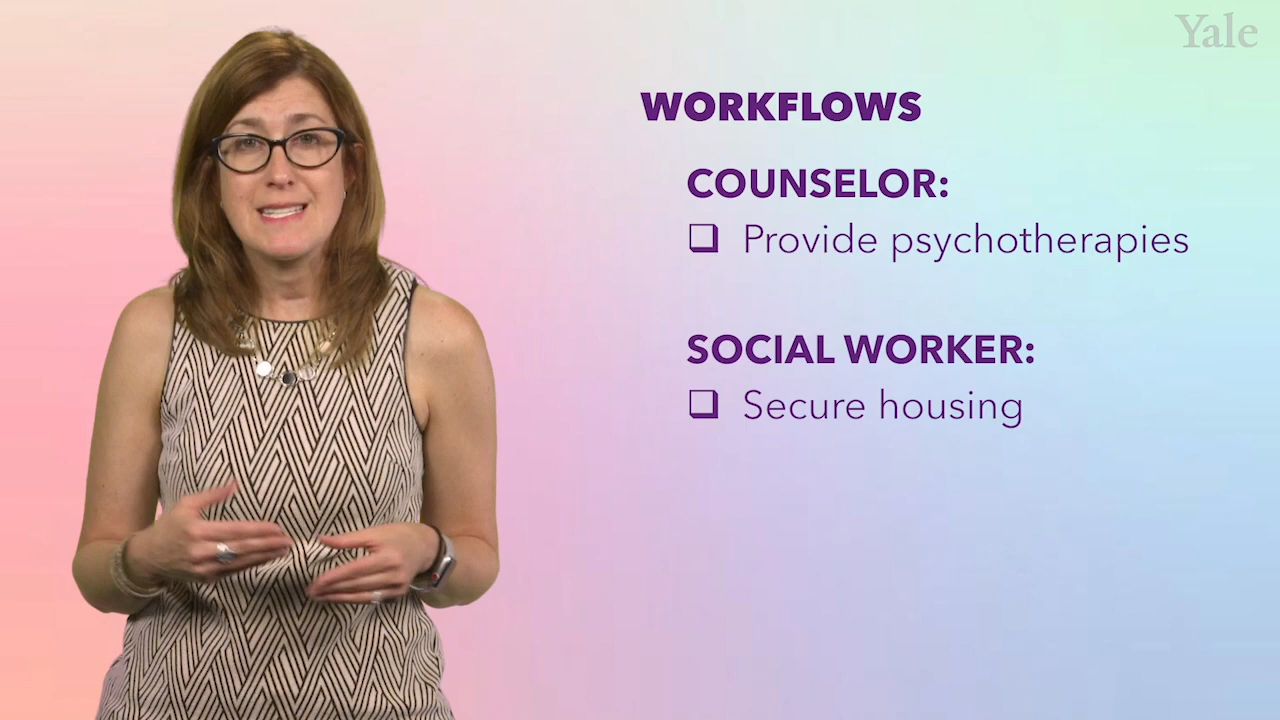 Yale
WORKFLOWS
COUNSELOR:
❑ Provide psychotherapies
SOCIAL WORKER:
❑ Secure housing